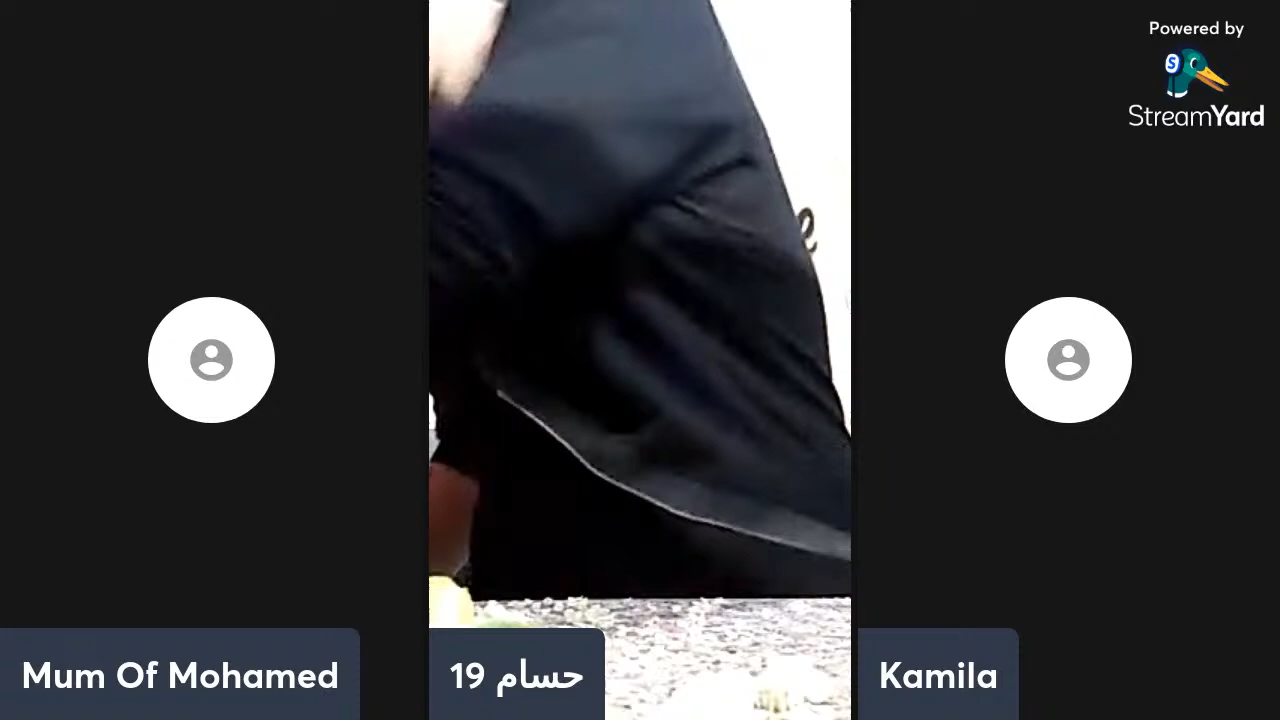 Powered by
StreamYard
Mum Of Mohamed
حسام 19
Kamila